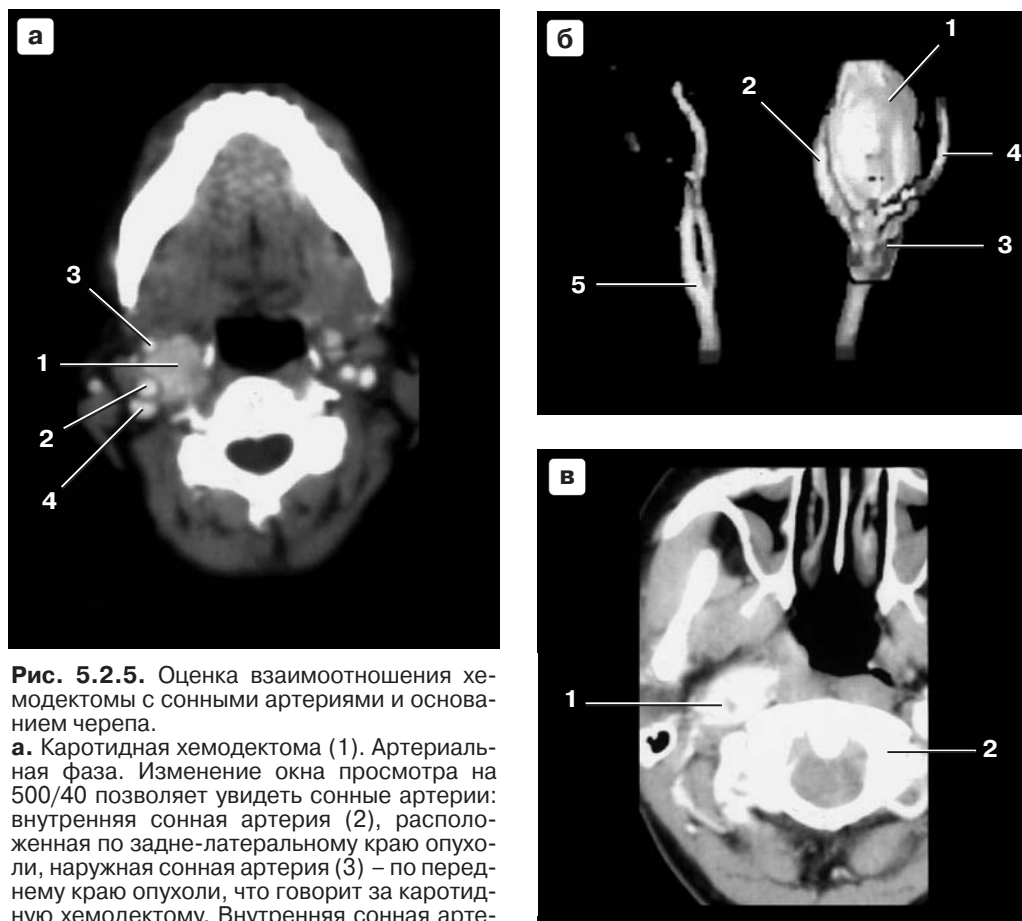 а
3
1
2
4
б
1
2
4
3
5
в
1
2
Рис. 5.2.5. Оценка взаимоотношения хе-
модектомы с сонными артериями и основа-
нием черепа.
а. Каротидная хемодектома (1). Артериаль-
ная фаза. Изменение окна просмотра на
500/40 позволяет увидеть сонные артерии:
внутренняя сонная артерия (2), располо-
женная по задне-латеральному краю опухо-
ли, наружная сонная артерия (3) – по перед-
нему краю опухоли, что говорит за каротид-
ную хемодектому. Внутренняя сонная арте-